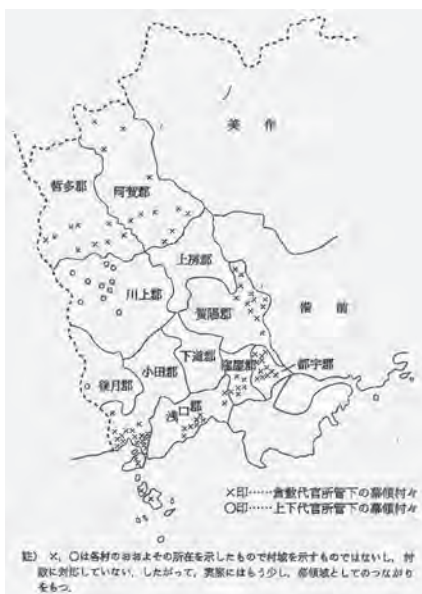 美作
哲多郡
阿賀郡
上房郡
川上郡
賀陽郡
備前
下道郡
窪屋郡
都宇郡
小田郡
後月郡
浅口郡
×印……倉敷代官所管下の幕領村々
○印……上下代官所管下の幕領村々
註) ×,○は各村のおおよその所在を示したもので村域を示すものではないし,村
数に対応していない。したがって,実際にはもう少し,幕領域としてのつながり
をもつ。